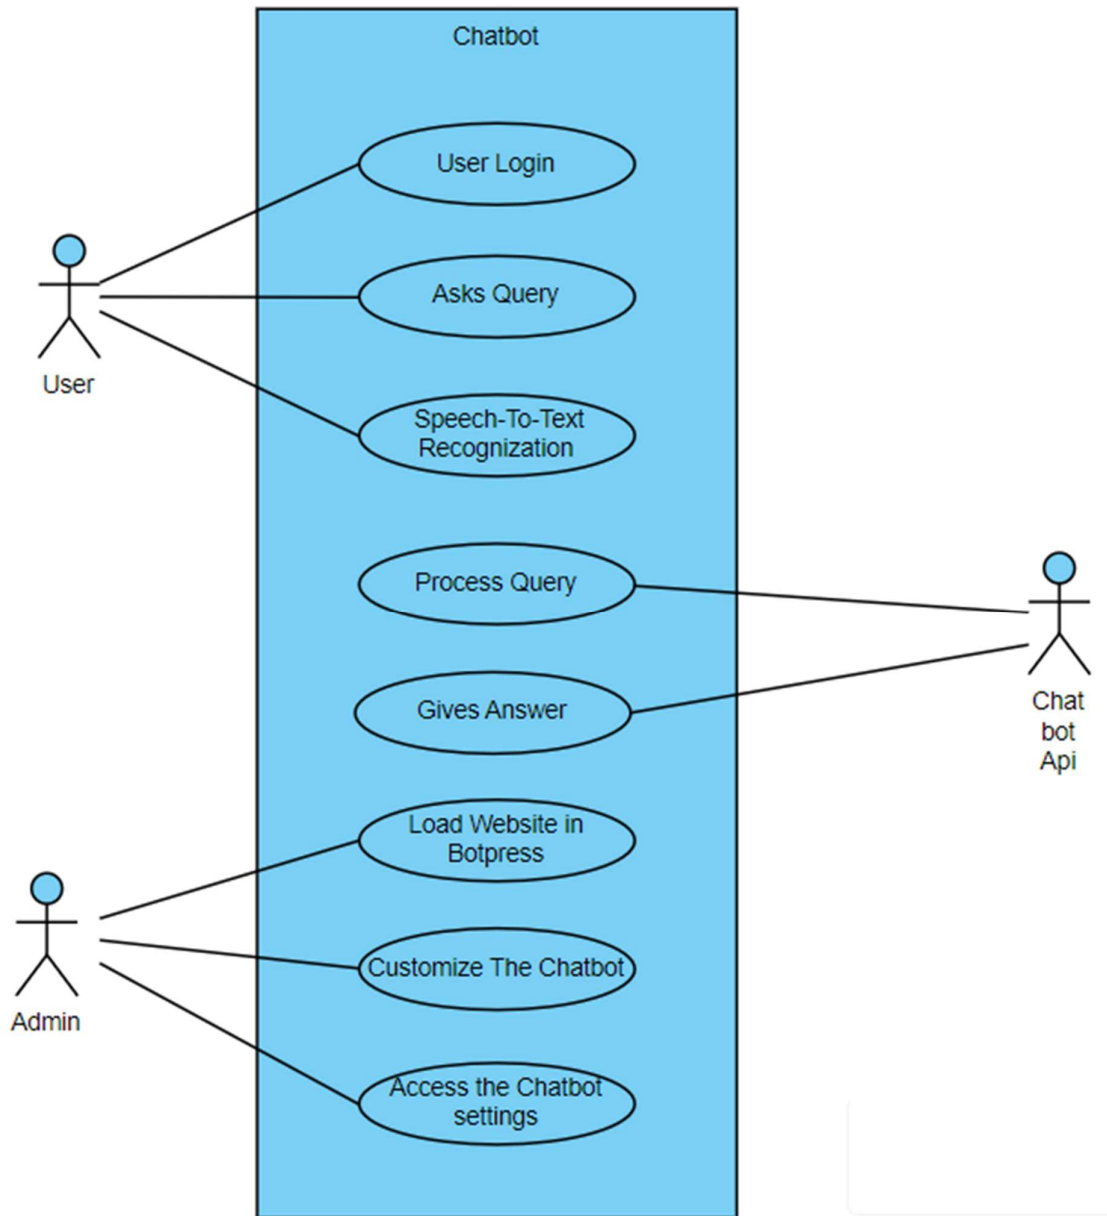 Chatbot
User Login
Asks Query
User
Speech-To-Text
Recognization
Process Query
Gives Answer
Chat
bot
Api
Load Website in
Botpress
Customize The Chatbot
Admin
Access the Chatbot
settings